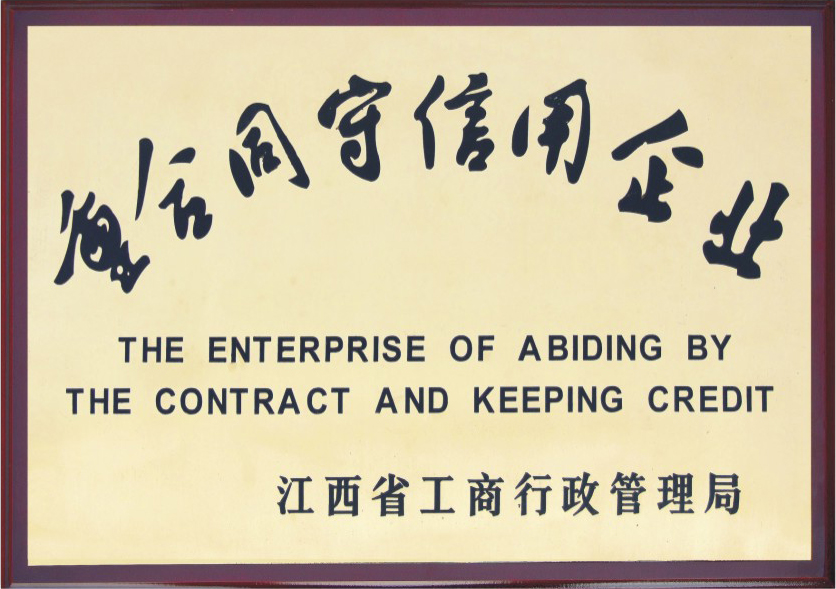 重合同守信用企业
THE ENTERPRISE OF ABIDING BY
THE CONTRACT AND KEEPING CREDIT
江西省工商行政管理局